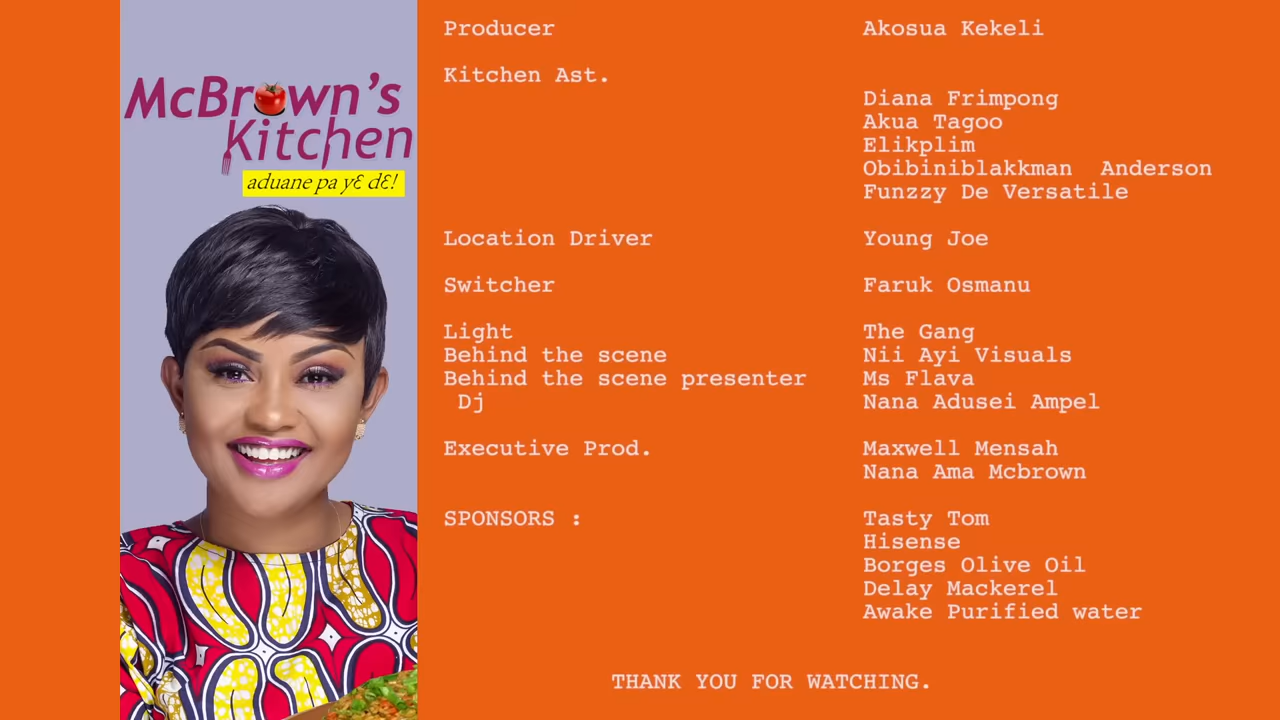 McBrown's
Kitchen
aduane pa yɛ dɛ!
Producer Akosua Kekeli
Kitchen Ast.
Diana Frimpong
Akua Tagoo
Elikplim
Obibiniblakkman  Anderson
Funzzy De Versatile
Location Driver Young Joe
Switcher Faruk Osmanu
Light The Gang
Behind the scene Nii Ayi Visuals
Behind the scene presenter Ms Flava
Dj Nana Adusei Ampel
Executive Prod. Maxwell Mensah
Nana Ama Mcbrown
SPONSORS : Tasty Tom
Hisense
Borges Olive Oil
Delay Mackerel
Awake Purified water
THANK YOU FOR WATCHING.